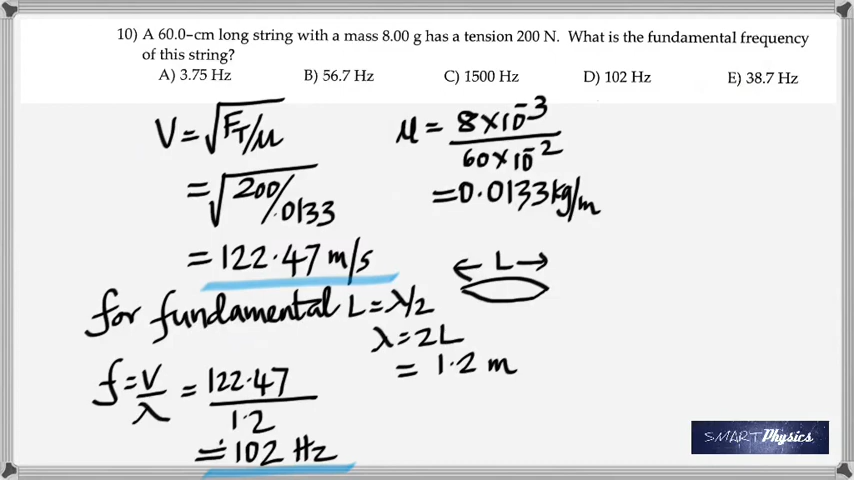 10) A 60.0-cm long string with a mass 8.00 g has a tension 200 N. What is the fundamental frequency
of this string?
A) 3.75 Hz B) 56.7 Hz C) 1500 Hz D) 102 Hz E) 38.7 Hz
V = √F_T/μ
= √200/.0133
= 122.47 m/s
μ = 8×10^-3 / 60×10^-2
= 0.0133 kg/m
← L →
for fundamental L = λ/2
λ = 2L
= 1.2 m
f = V/λ = 122.47/1.2
= 102 Hz
SMART Physics